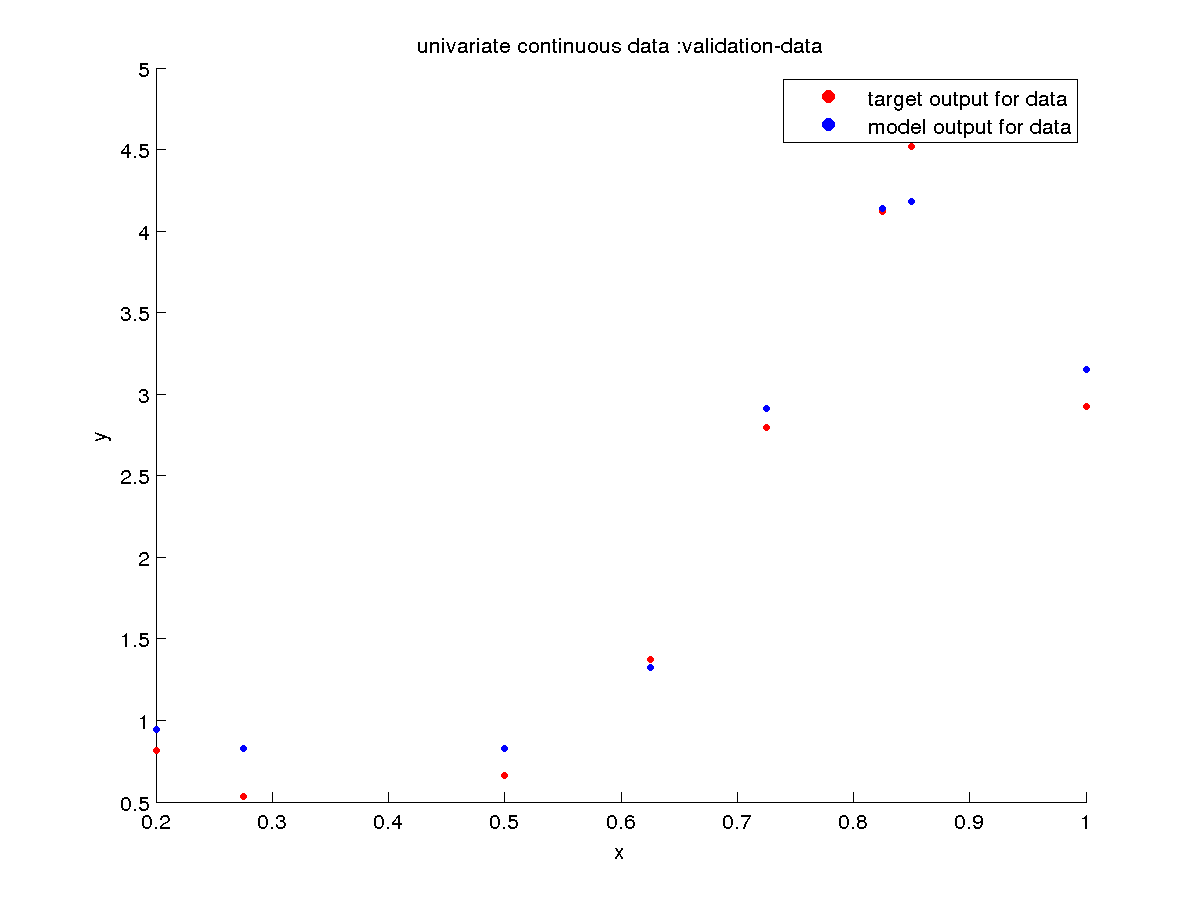 univariate continuous data :validation-data
target output for data
model output for data
5
4.5
4
3.5
3
2.5
2
1.5
1
0.5
y
0.2 0.3 0.4 0.5 0.6 0.7 0.8 0.9 1
x